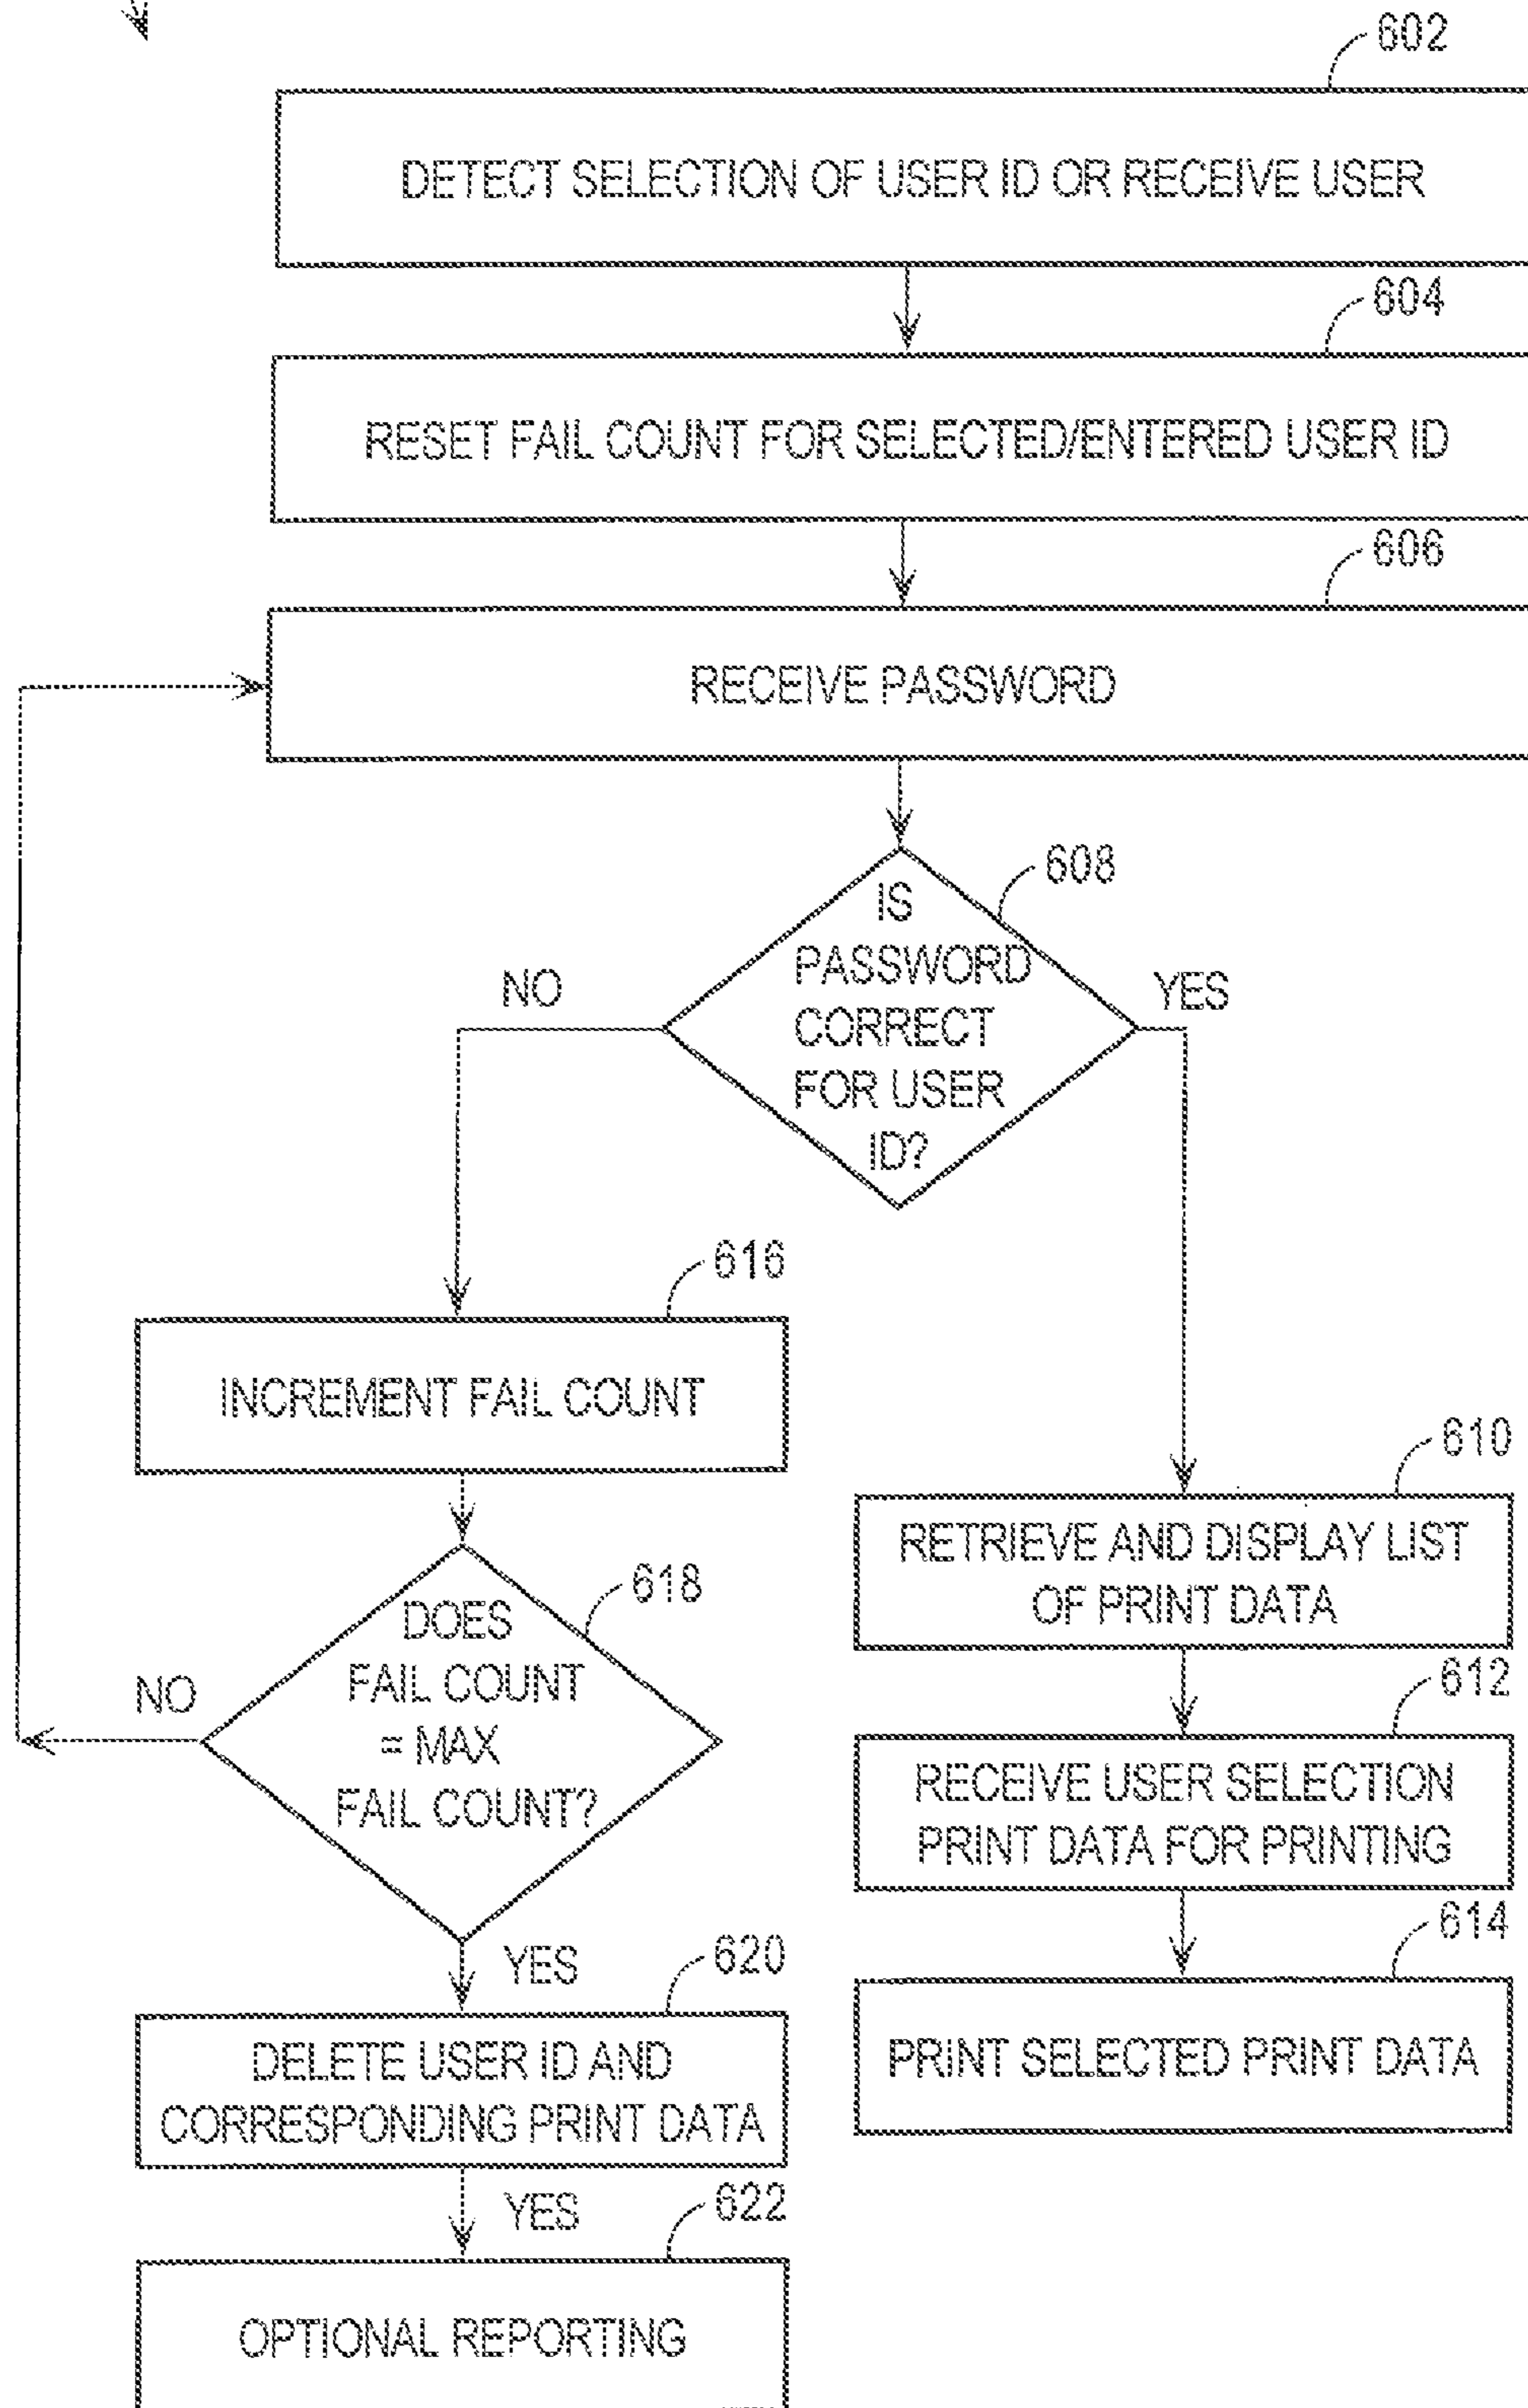 602
DETECT SELECTION OF USER ID OR RECEIVE USER
604
RESET FAIL COUNT FOR SELECTED/ENTERED USER ID
606
RECEIVE PASSWORD
608
IS
PASSWORD
CORRECT
FOR USER
ID?
NO
YES
616
INCREMENT FAIL COUNT
610
RETRIEVE AND DISPLAY LIST
OF PRINT DATA
618
DOES
FAIL COUNT
= MAX
FAIL COUNT?
NO
612
RECEIVE USER SELECTION
PRINT DATA FOR PRINTING
YES
614
PRINT SELECTED PRINT DATA
620
DELETE USER ID AND
CORRESPONDING PRINT DATA
YES
622
OPTIONAL REPORTING